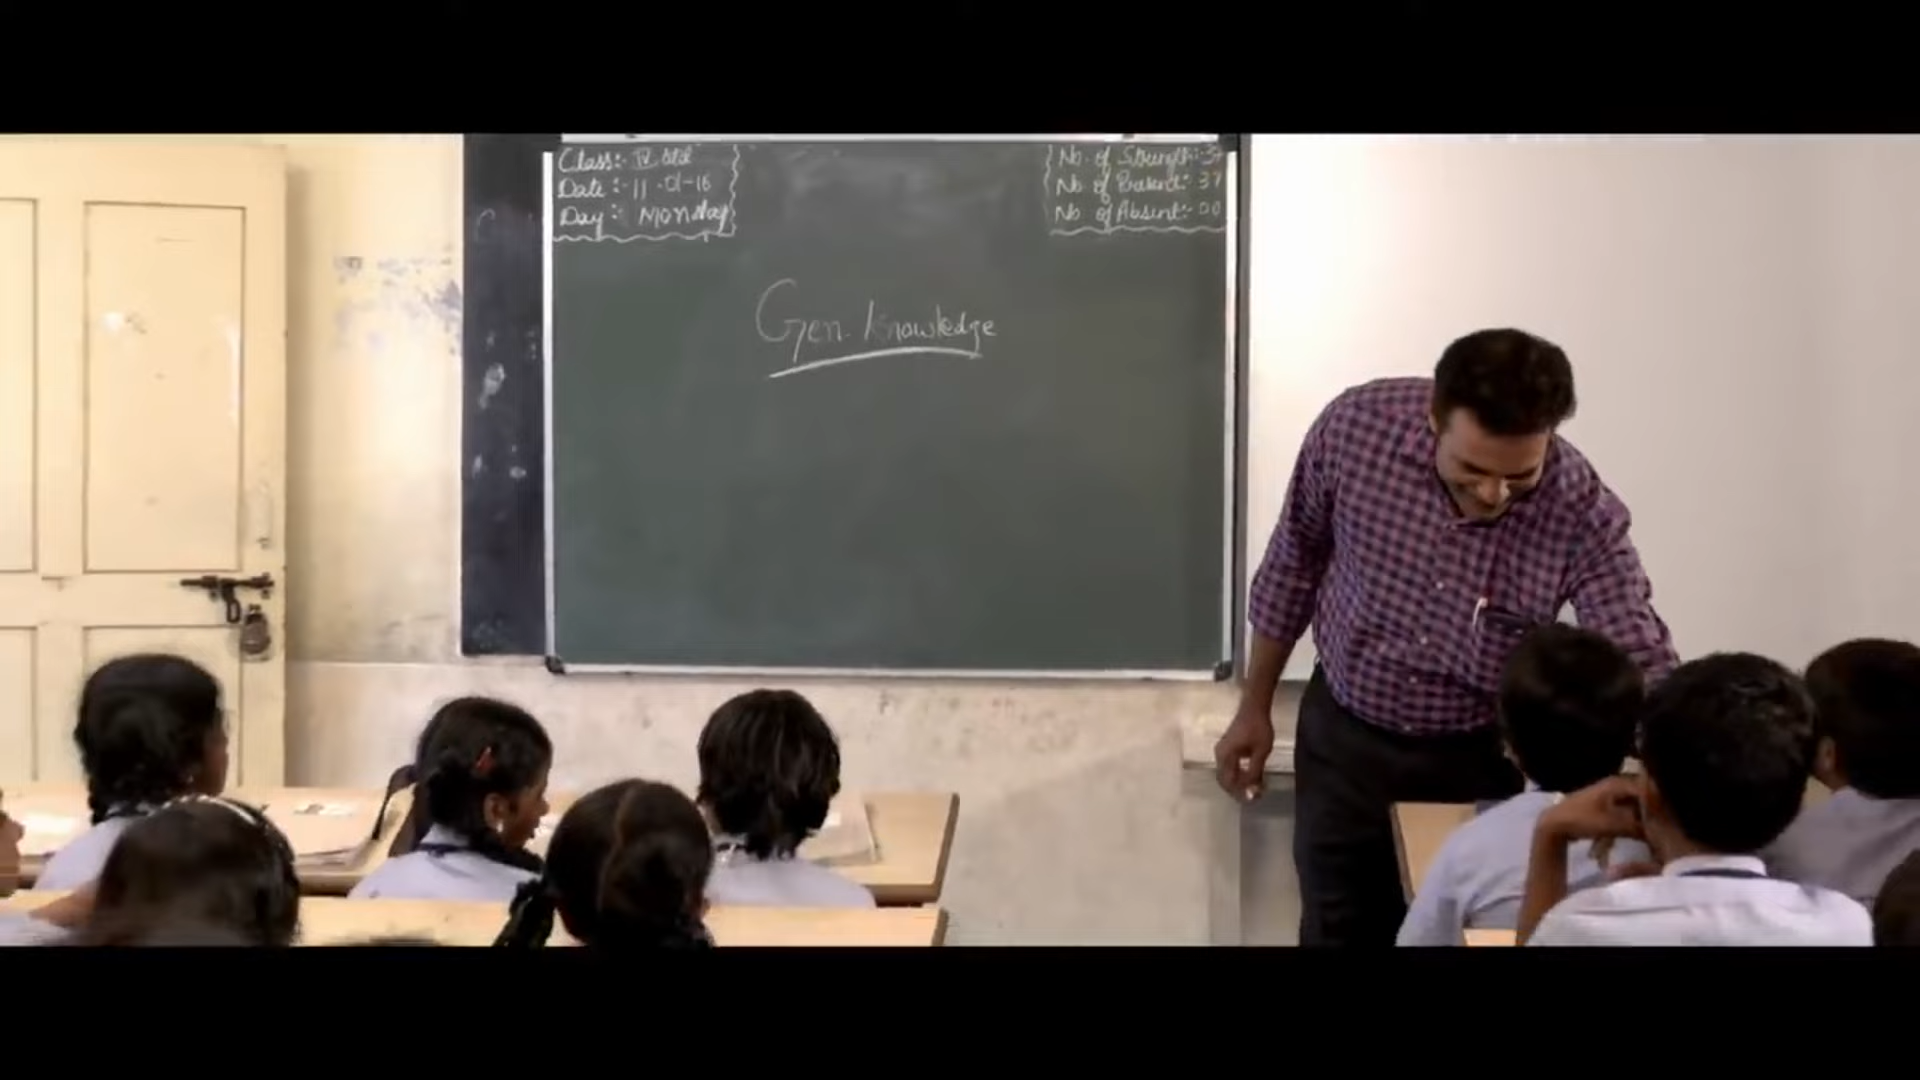 Class:- IV std
Date :- 11-01-16
Day :- Monday
No. of Strength:- 37
No of Present:- 37
No of Absent:- 00
Gen. Knowledge